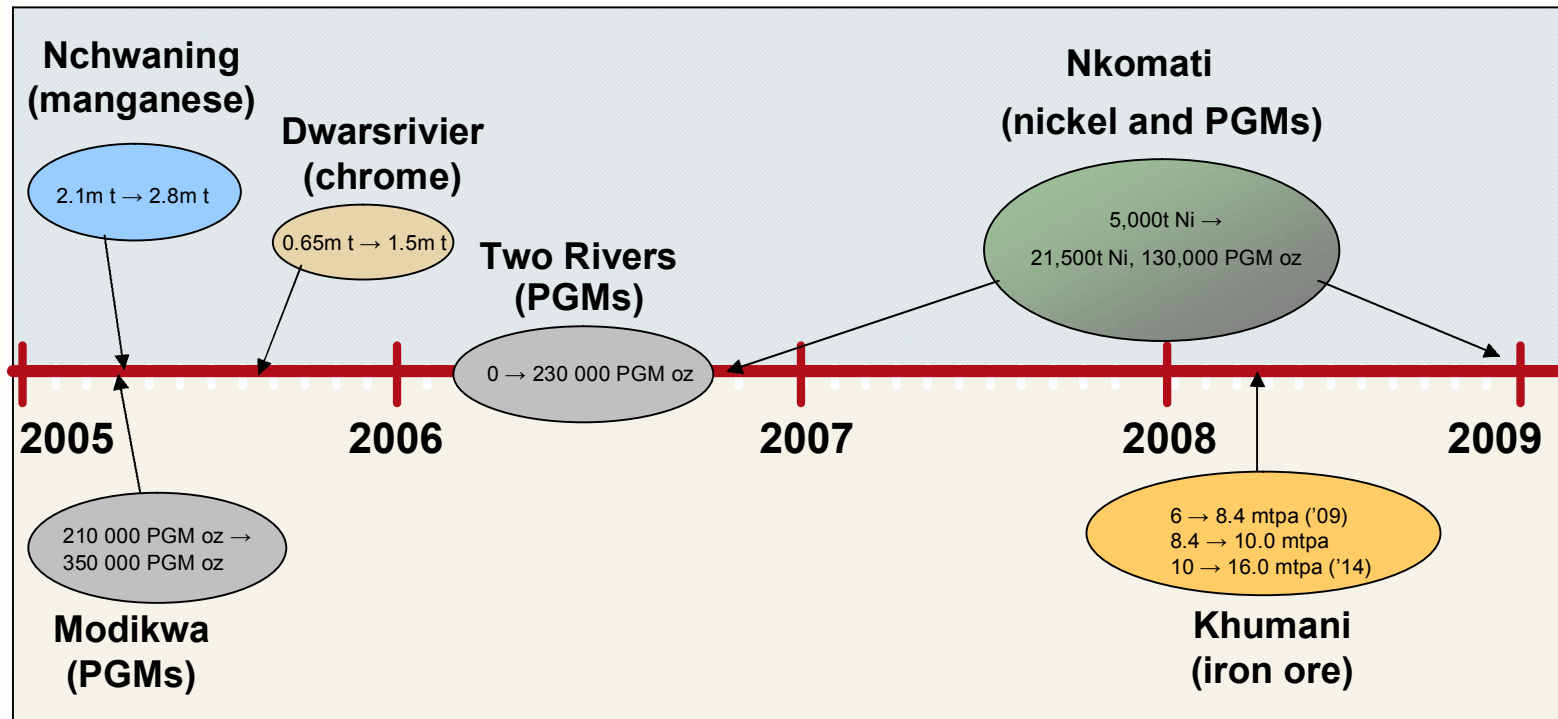 Nchwaning
(manganese)
2.1m t → 2.8m t
Dwarsrivier
(chrome)
0.65m t → 1.5m t
Two Rivers
(PGMs)
0 → 230 000 PGM oz
Nkomati
(nickel and PGMs)
5,000t Ni →
21,500t Ni, 130,000 PGM oz
2005
2006
2007
2008
2009
210 000 PGM oz →
350 000 PGM oz
Modikwa
(PGMs)
6 → 8.4 mtpa (’09)
8.4 → 10.0 mtpa
10 → 16.0 mtpa (’14)
Khumani
(iron ore)